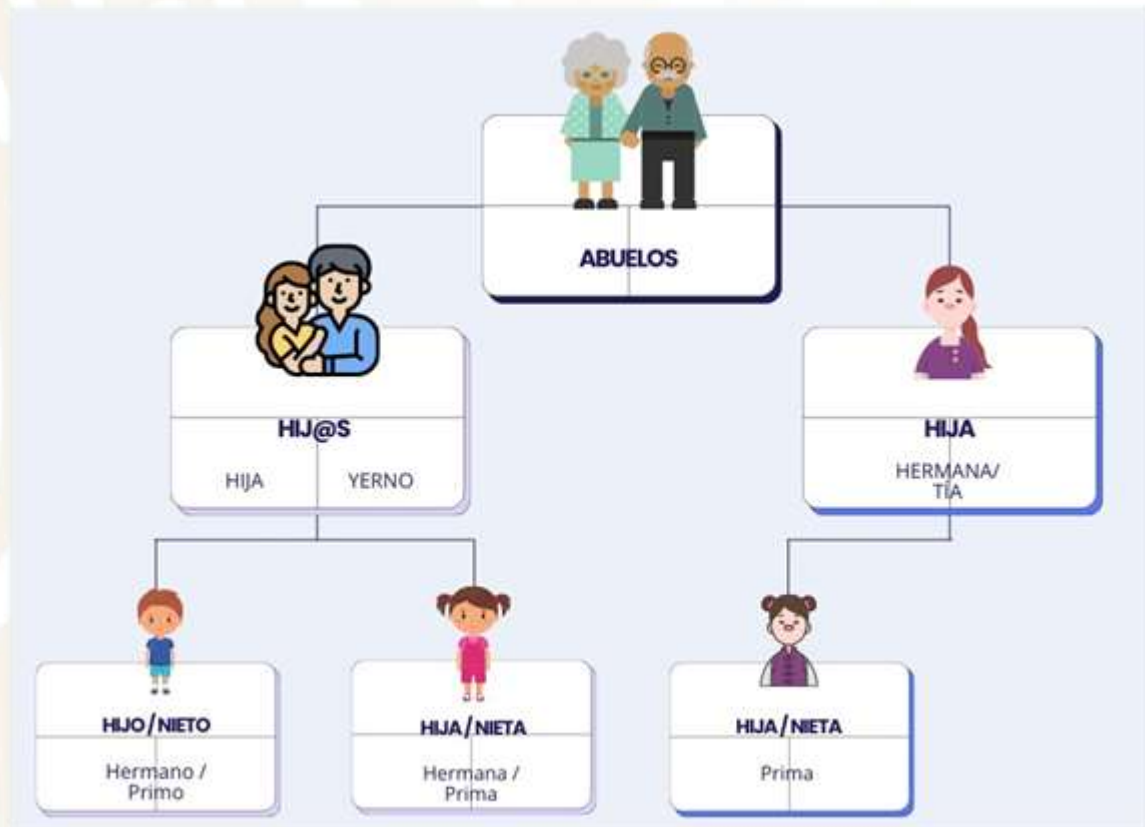 ABUELOS
HIJ@S
HIJA
YERNO
HIJA
HERMANA/
TÍA
HIJO/NIETO
Hermano /
Primo
HIJA/NIETA
Hermana /
Prima
HIJA/NIETA
Prima